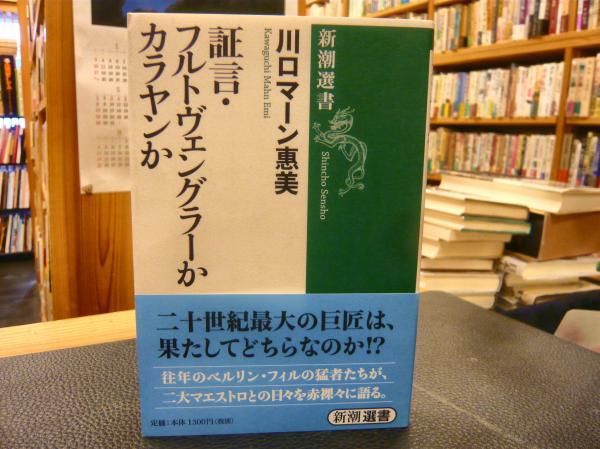 新潮選書
Shincho Sensho
川口マーン惠美
Kawaguchi Mahn Emi
証言・
フルトヴェングラーか
カラヤンか
二十世紀最大の巨匠は、
果たしてどちらなのか!?
往年のベルリン・フィルの猛者たちが、
二大マエストロとの日々を赤裸々に語る。
定価:本体1300円(税別)
新潮選書